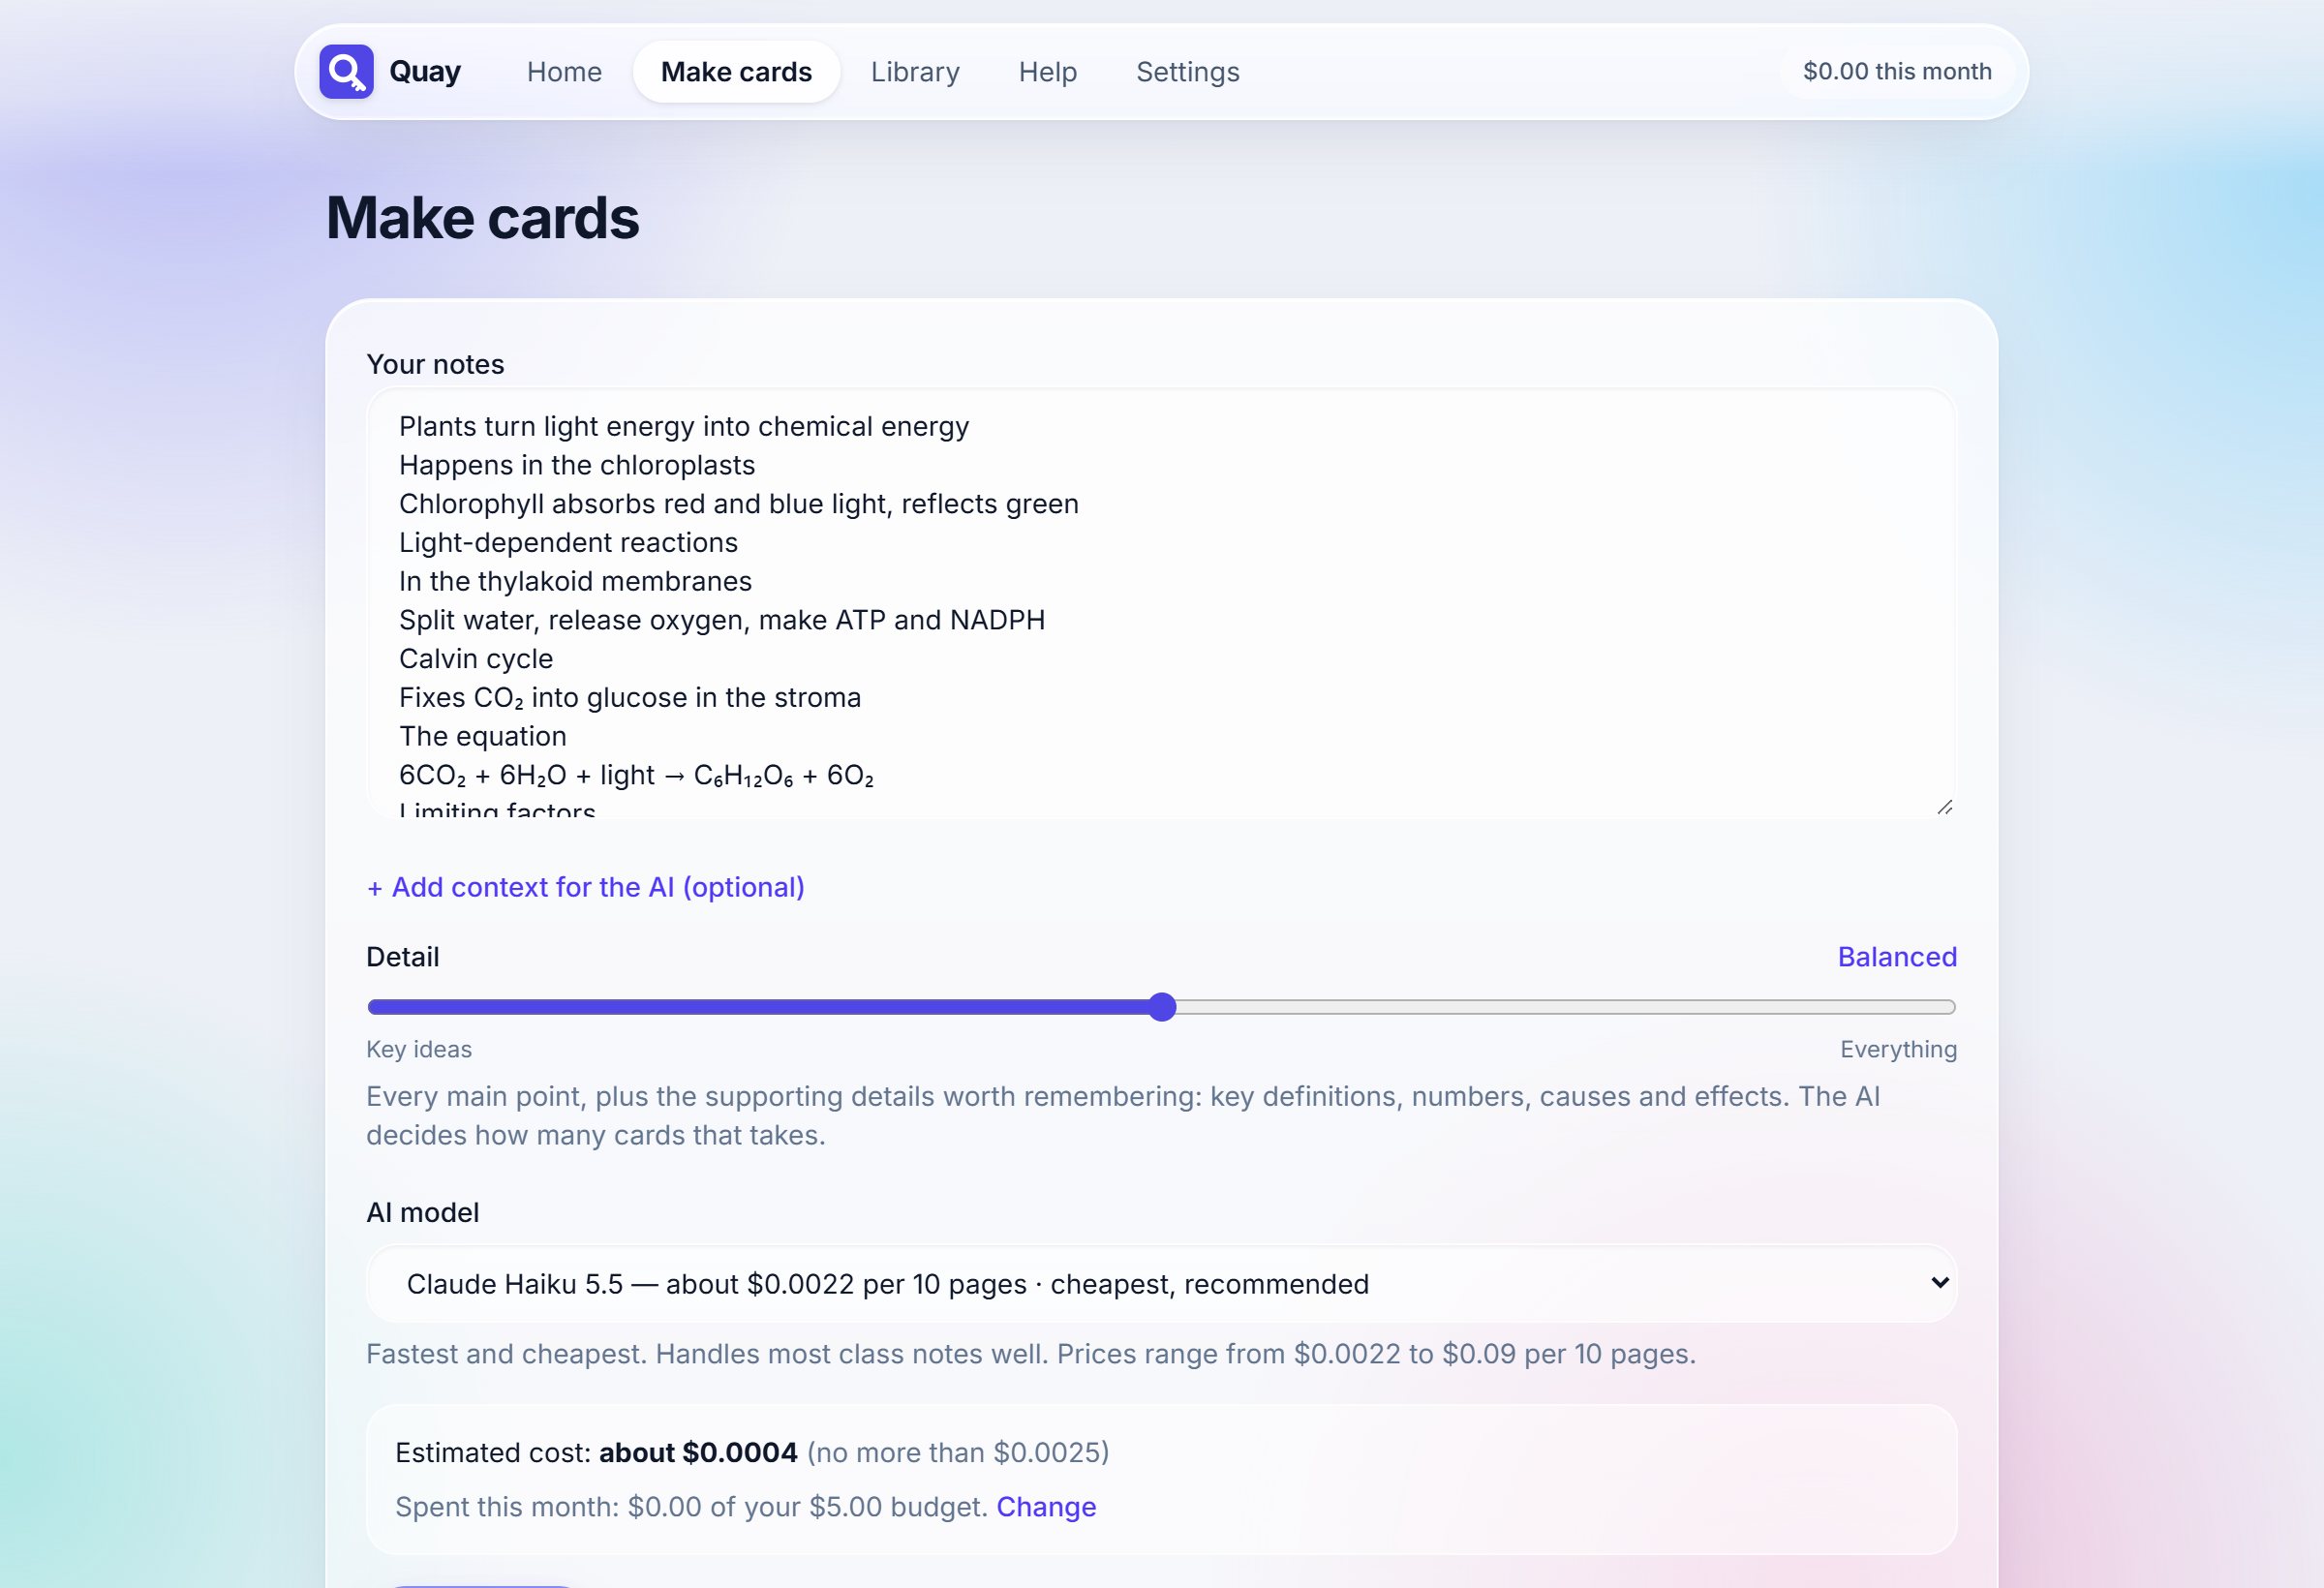 Quay
Home
Make cards
Library
Help
Settings
$0.00 this month
Make cards
Your notes
Plants turn light energy into chemical energy
Happens in the chloroplasts
Chlorophyll absorbs red and blue light, reflects green
Light-dependent reactions
In the thylakoid membranes
Split water, release oxygen, make ATP and NADPH
Calvin cycle
Fixes CO₂ into glucose in the stroma
The equation
6CO₂ + 6H₂O + light → C₆H₁₂O₆ + 6O₂
Limiting factors
+ Add context for the AI (optional)
Detail
Balanced
Key ideas
Everything
Every main point, plus the supporting details worth remembering: key definitions, numbers, causes and effects. The AI
decides how many cards that takes.
AI model
Claude Haiku 5.5 — about $0.0022 per 10 pages · cheapest, recommended
Fastest and cheapest. Handles most class notes well. Prices range from $0.0022 to $0.09 per 10 pages.
Estimated cost: about $0.0004 (no more than $0.0025)
Spent this month: $0.00 of your $5.00 budget. Change